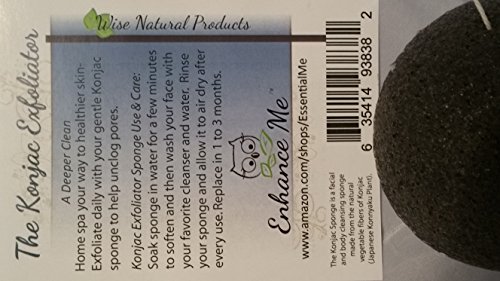 Wise Natural Products
The Konjac Exfoliator
A Deeper Clean
Home spa your way to healthier skin-
Exfoliate daily with your gentle Konjac
sponge to help unclog pores.
Konjac Exfoliator Sponge Use & Care:
Soak sponge in water for a few minutes
to soften and then wash your face with
your favorite cleanser and water. Rinse
your sponge and allow it to air dry after
every use. Replace in 1 to 3 months.
Enhance Me™
www.amazon.com/shops/EssentialMe
The Konjac Sponge is a facial
and body cleansing sponge
made from the natural
vegetable fibers of Konjac
(Japanese Konnyaku Plant).
6 35414 93838 2